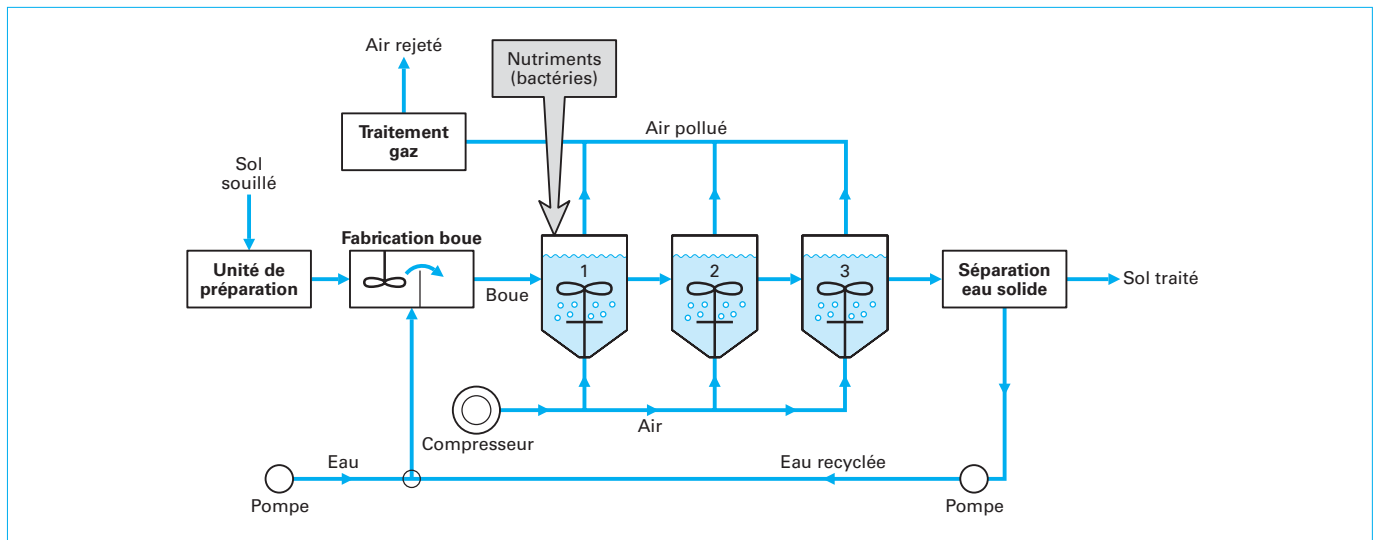 Air rejeté
Nutriments
(bactéries)
Traitement
gaz
Air pollué
Sol
souillé
Fabrication boue
Unité de
préparation
Boue
1
2
3
Séparation
eau solide
Sol traité
Compresseur
Air
Eau
Eau recyclée
Pompe
Pompe